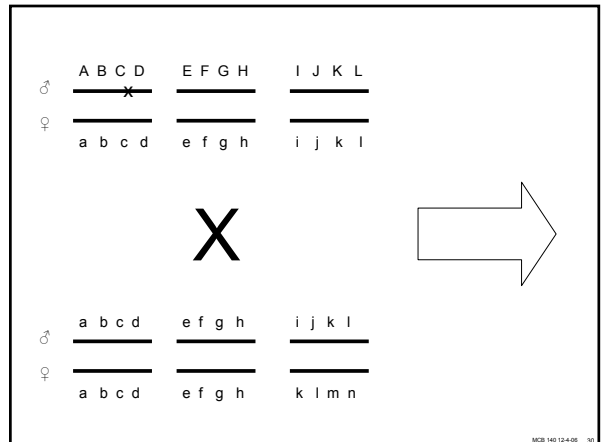 A B C D E F G H I J K L
♂ x
♀
a b c d e f g h i j k l
X
a b c d e f g h i j k l
♂
♀
a b c d e f g h k l m n
MCB 140 12-4-06 30